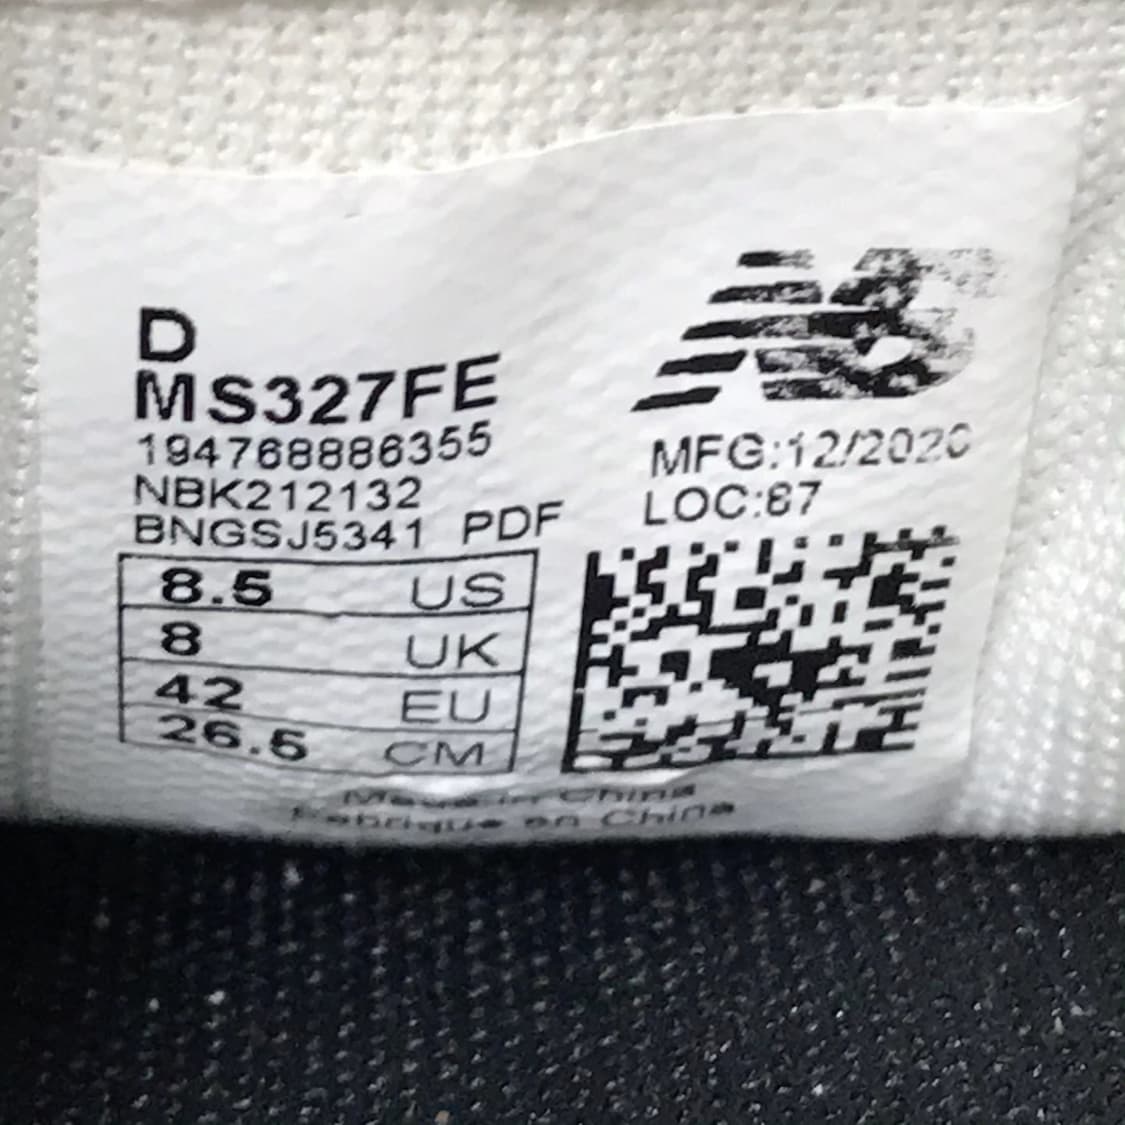 D
MS327FE
194768886355
NBK212132
BNGSJ5341 PDF
8.5 US
8 UK
42 EU
26.5 CM
NB
MFG:12/2020
LOC:87
Made in China
Fabriqué en China